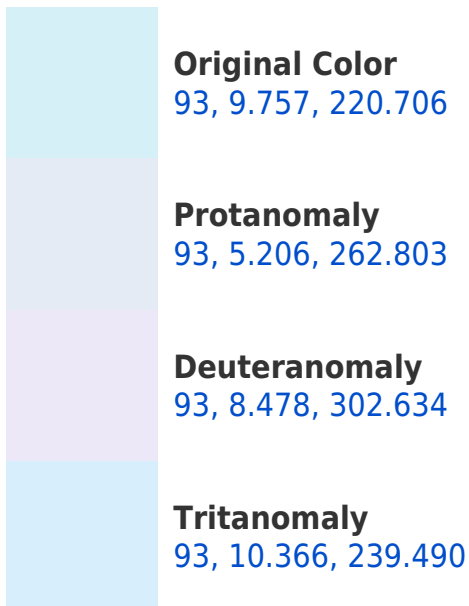 Original Color
93, 9.757, 220.706
Protanomaly
93, 5.206, 262.803
Deuteranomaly
93, 8.478, 302.634
Tritanomaly
93, 10.366, 239.490